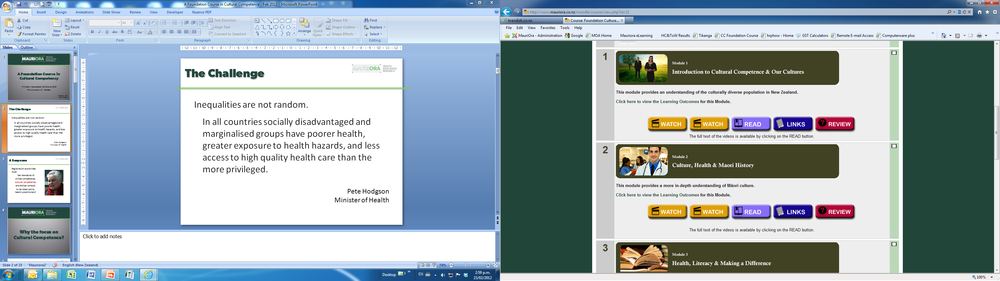 A Foundation Course in Cultural Competence - Feb 2012 - Microsoft PowerPoint
Home Insert Design Animations Slide Show Review View Developer Nuance PDF
Paste
Cut
Copy
Format Painter
Clipboard
New Slide
Layout
Reset
Delete
Slides
44
Font
Paragraph
Text Direction
Align Text
Convert to SmartArt
Arrange
Quick Styles
Shape Fill
Shape Outline
Shape Effects
Drawing
Find
Replace
Select
Editing
Slides Outline
1
MAURIORA HEALTH EDUCATION RESEARCH
A Foundation Course in
Cultural Competency
Pinnacle Incorporated Conference 2012
The University of Waikato
2
The Challenge
Inequalities are not random.
In all countries socially disadvantaged and
marginalised groups have poorer health,
greater exposure to health hazards, and less
access to high quality health care than the
more privileged.
Pete Hodgson
Minister of Health
3
A Response
Registration authorities
must:
"set standards of
clinical competence,
cultural competence,
and ethical conduct
to be observed by
health practitioners"
4
MAURIORA HEALTH EDUCATION RESEARCH
Why the focus on
Cultural Competence?
The Challenge
MAURIORA HEALTH EDUCATION RESEARCH
Inequalities are not random.
In all countries socially disadvantaged and
marginalised groups have poorer health,
greater exposure to health hazards, and less
access to high quality health care than the
more privileged.
Pete Hodgson
Minister of Health
Click to add notes
Slide 2 of 23 "Mauriora2" English (New Zealand) 74%
Desktop EN 2:59 p.m.
23/02/2012
http://www.mauriora.co.nz/moodle/course/view.php?id=11
brandish.co.nz Course: Foundation Cultura...
File Edit View Favorites Tools Help
MauriOra - Administration Google MOA Home Mauriora eLearning HC&ToW Results Tikanga CC Foundation Course hrphow - Home GST Calculators Remote E-mail Access Computerware plus
1
Module 1
Introduction to Cultural Competence & Our Cultures
This module provides an understanding of the culturally diverse population in New Zealand.
Click here to view the Learning Outcomes for this Module.
WATCH WATCH READ LINKS REVIEW
The full text of the videos is available by clicking on the READ button.
2
Module 2
Culture, Health & Maori History
This module provides a more in-depth understanding of Māori culture.
Click here to view the Learning Outcomes for this Module.
WATCH WATCH READ LINKS REVIEW
The full text of the videos is available by clicking on the READ button.
3
Module 3
Health, Literacy & Making a Difference
100%